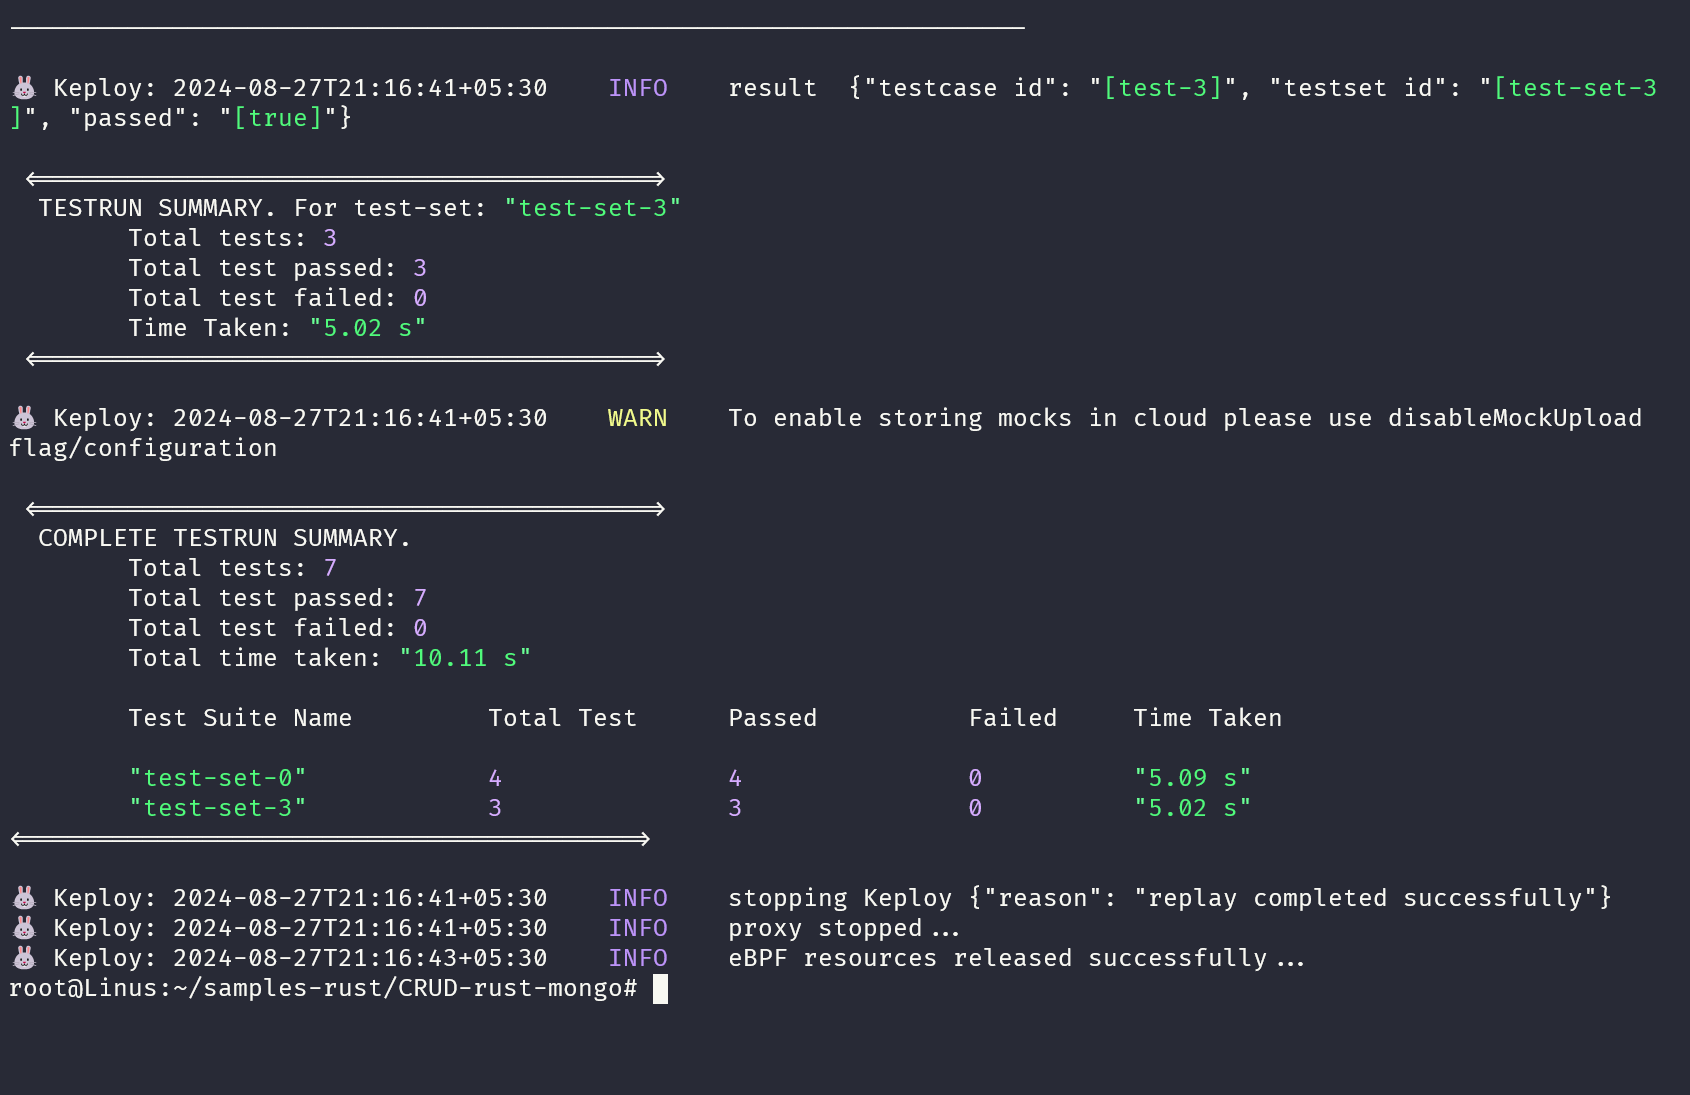 🐰 Keploy: 2024-08-27T21:16:41+05:30    INFO    result  {"testcase id": "[test-3]", "testset id": "[test-set-3
]", "passed": "[true]"}
<=========================================>
TESTRUN SUMMARY. For test-set: "test-set-3"
Total tests: 3
Total test passed: 3
Total test failed: 0
Time Taken: "5.02 s"
<=========================================>
🐰 Keploy: 2024-08-27T21:16:41+05:30    WARN    To enable storing mocks in cloud please use disableMockUpload
flag/configuration
<=========================================>
COMPLETE TESTRUN SUMMARY.
Total tests: 7
Total test passed: 7
Total test failed: 0
Total time taken: "10.11 s"
Test Suite Name         Total Test      Passed          Failed     Time Taken
"test-set-0"            4               4               0          "5.09 s"
"test-set-3"            3               3               0          "5.02 s"
<=========================================>
🐰 Keploy: 2024-08-27T21:16:41+05:30    INFO    stopping Keploy {"reason": "replay completed successfully"}
🐰 Keploy: 2024-08-27T21:16:41+05:30    INFO    proxy stopped...
🐰 Keploy: 2024-08-27T21:16:43+05:30    INFO    eBPF resources released successfully...
root@Linus:~/samples-rust/CRUD-rust-mongo#